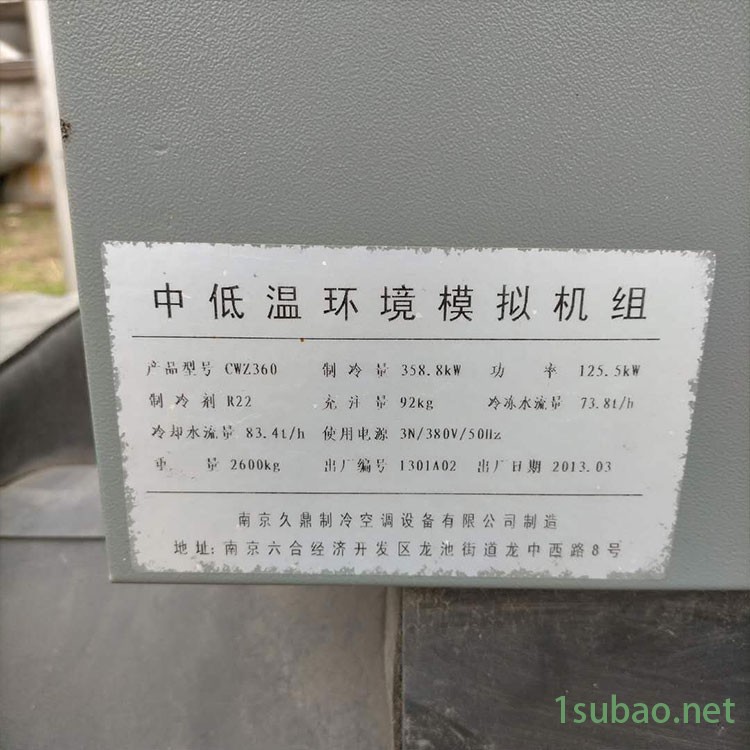 中低温环境模拟机组
产品型号 CWZ360 制冷量 358.8kW 功率 125.5kW
制冷剂 R22 充注量 92kg 冷冻水流量 73.8t/h
冷却水流量 83.4t/h 使用电源 3N/380V/50Hz
重量 2600kg 出厂编号 1301A02 出厂日期 2013.03
南京久鼎制冷空调设备有限公司制造
地址: 南京六合经济开发区龙池街道龙中西路8号
1subao.net